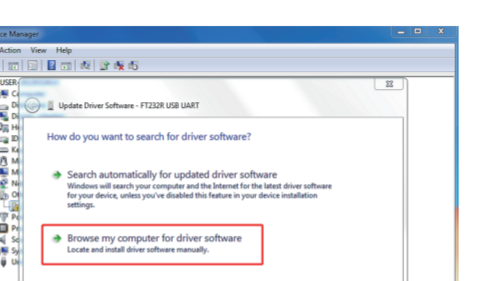 ce Manager
Action View Help
USER
Update Driver Software - FT232R USB UART
How do you want to search for driver software?
Search automatically for updated driver software
Windows will search your computer and the Internet for the latest driver software
for your device, unless you've disabled this feature in your device installation
settings.
Browse my computer for driver software
Locate and install driver software manually.